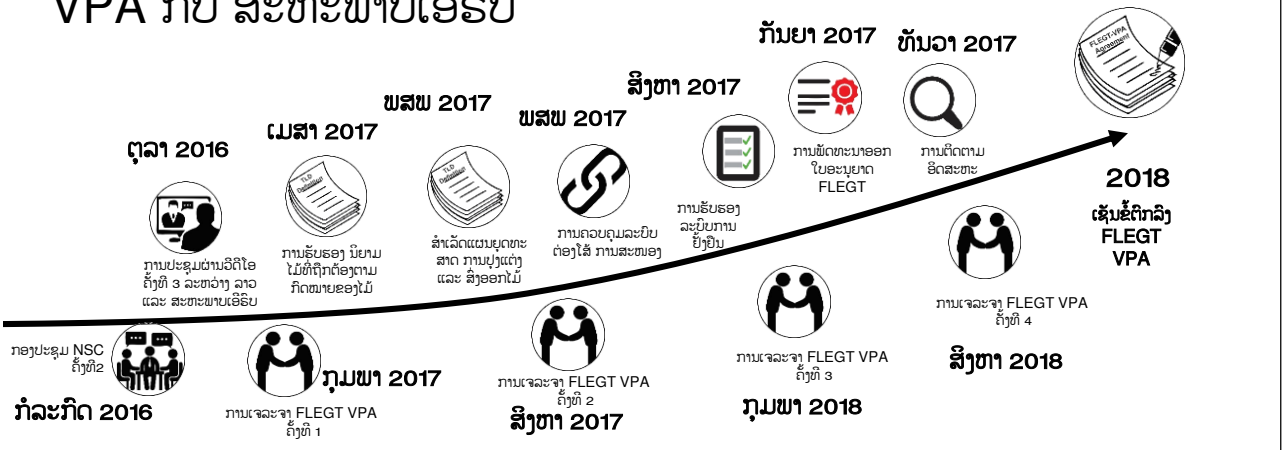 VPA ກັບ ສະຫະພາບເອີຣົບ
ຕຸລາ 2016
ການປະຊຸມຜ່ານວີດີໂອ
ຄັ້ງທີ 3 ລະຫວ່າງ ລາວ
ແລະ ສະຫະພາບເອີຣົບ
ເມສາ 2017
TLD
Definition
ການຮັບຮອງ ນິຍາມ
ໄມ້ທີ່ຖືກຕ້ອງຕາມ
ກົດໝາຍຂອງໄມ້
ພສພ 2017
TLD
Definition
ສຳເລັດແຜນຍຸດທະ
ສາດ ການປຸງແຕ່ງ
ແລະ ສົ່ງອອກໄມ້
ພສພ 2017
ການຄວບຄຸມລະບົບ
ຕ່ອງໂສ້ ການສະໜອງ
ສິງຫາ 2017
ການຮັບຮອງ
ລະບົບການ
ຢັ້ງຢືນ
ກັນຍາ 2017
ການພັດທະນາອອກ
ໃບອະນຸຍາດ
FLEGT
ທັນວາ 2017
ການຕິດຕາມ
ອິດສະຫະ
FLEGT-VPA
Agreement
2018
ເຊັນຂໍ້ຕົກລົງ
FLEGT
VPA
ກອງປະຊຸມ NSC
ຄັ້ງທີ2
ກໍລະກົດ 2016
ກຸມພາ 2017
ການເຈລະຈາ FLEGT VPA
ຄັ້ງທີ 1
ການເຈລະຈາ FLEGT VPA
ຄັ້ງທີ 2
ສິງຫາ 2017
ການເຈລະຈາ FLEGT VPA
ຄັ້ງທີ 3
ກຸມພາ 2018
ການເຈລະຈາ FLEGT VPA
ຄັ້ງທີ 4
ສິງຫາ 2018